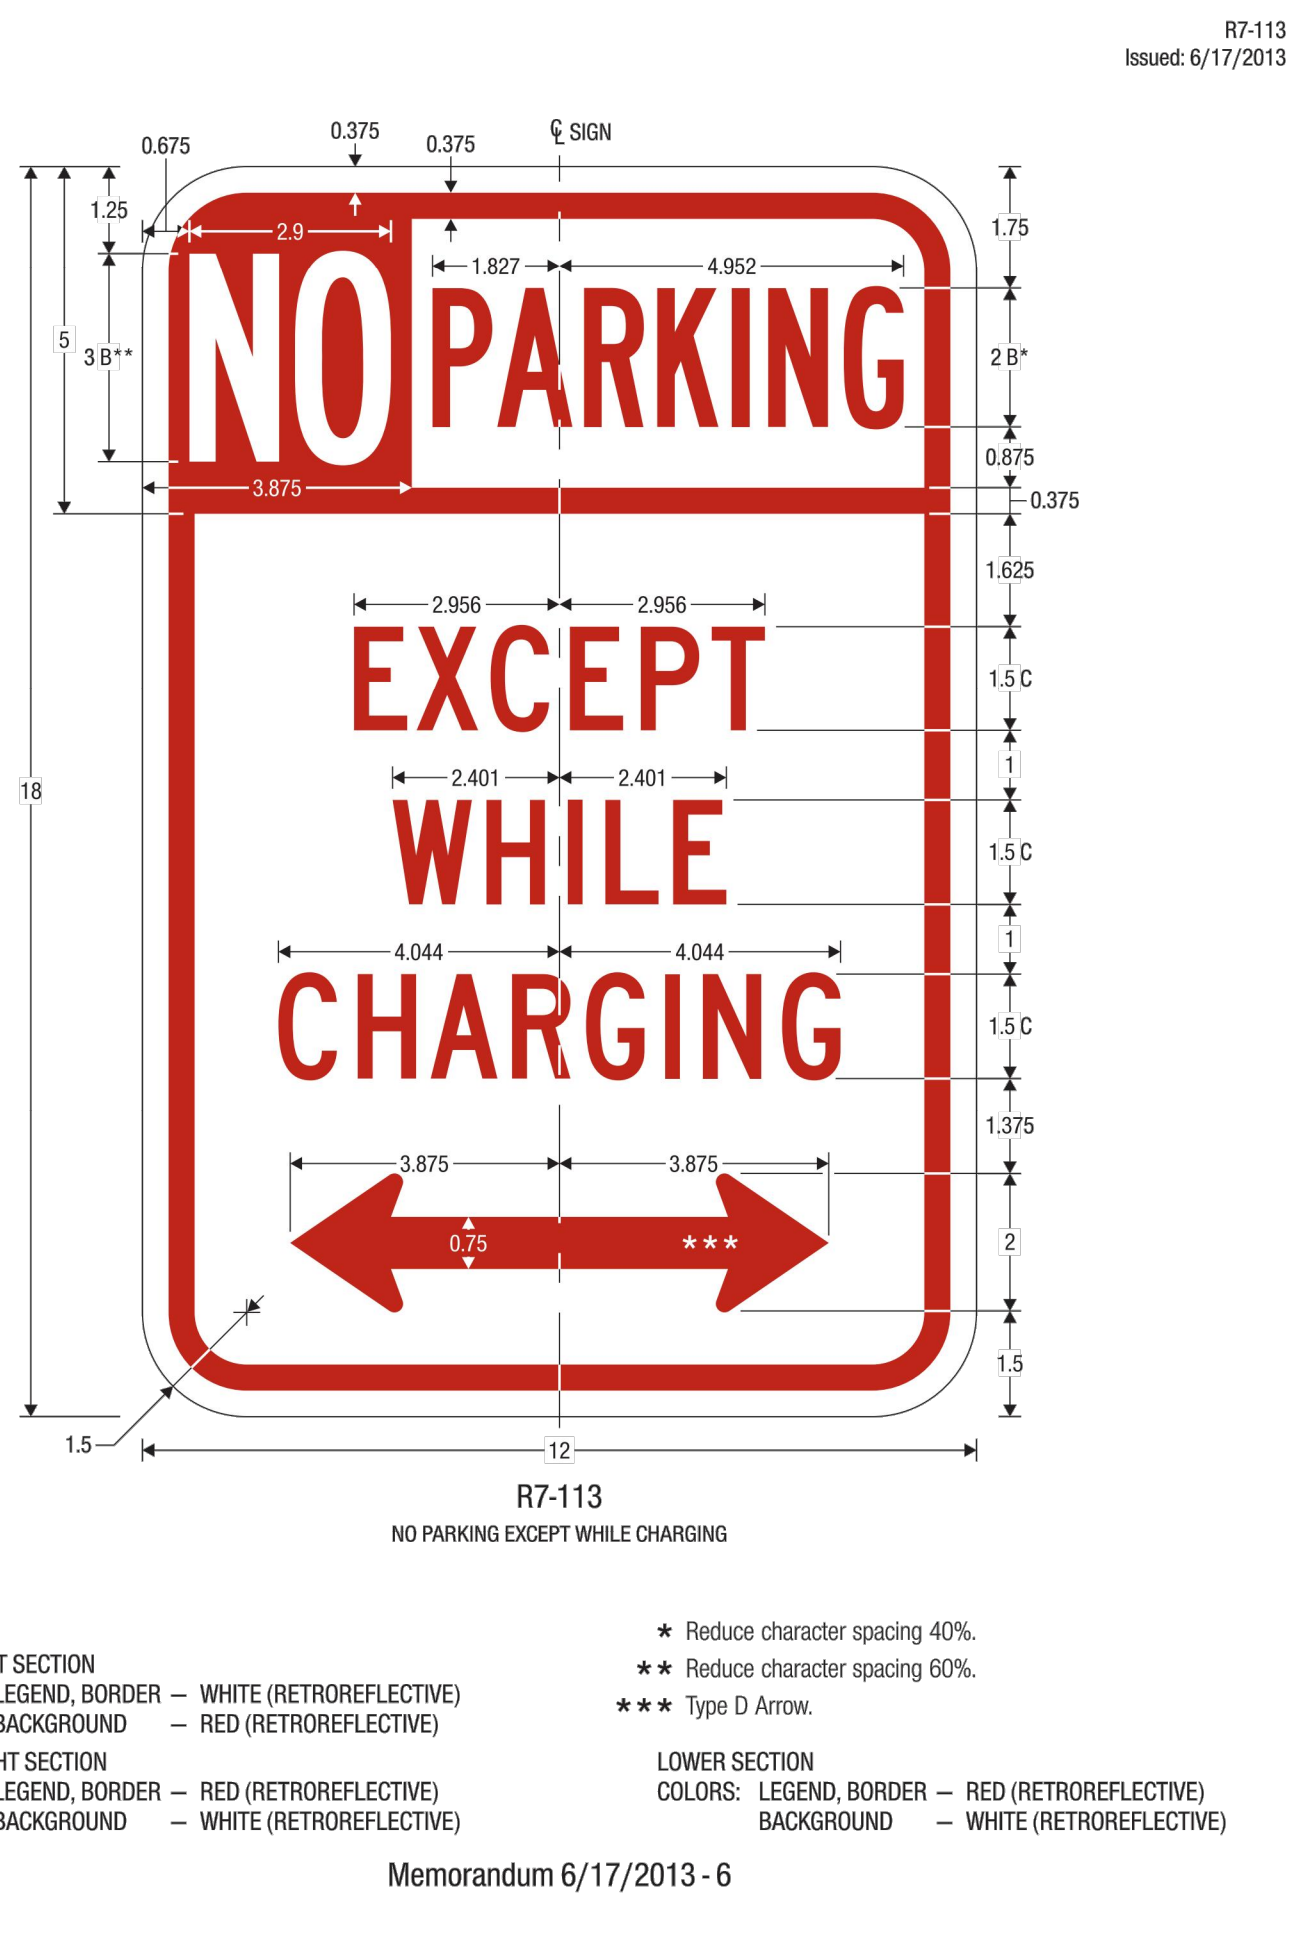 R7-113
Issued: 6/17/2013
℄ SIGN
0.675
0.375
0.375
1.25
2.9
1.75
1.827
4.952
NO
PARKING
5
3 B**
2 B*
0.875
3.875
0.375
1.625
2.956
2.956
EXCEPT
1.5 C
18
2.401
2.401
1
WHILE
1.5 C
4.044
4.044
1
CHARGING
1.5 C
1.375
3.875
3.875
0.75
***
2
1.5
1.5
12
R7-113
NO PARKING EXCEPT WHILE CHARGING
* Reduce character spacing 40%.
** Reduce character spacing 60%.
*** Type D Arrow.
T SECTION
LEGEND, BORDER — WHITE (RETROREFLECTIVE)
BACKGROUND — RED (RETROREFLECTIVE)
HT SECTION
LEGEND, BORDER — RED (RETROREFLECTIVE)
BACKGROUND — WHITE (RETROREFLECTIVE)
LOWER SECTION
COLORS: LEGEND, BORDER — RED (RETROREFLECTIVE)
BACKGROUND — WHITE (RETROREFLECTIVE)
Memorandum 6/17/2013 - 6